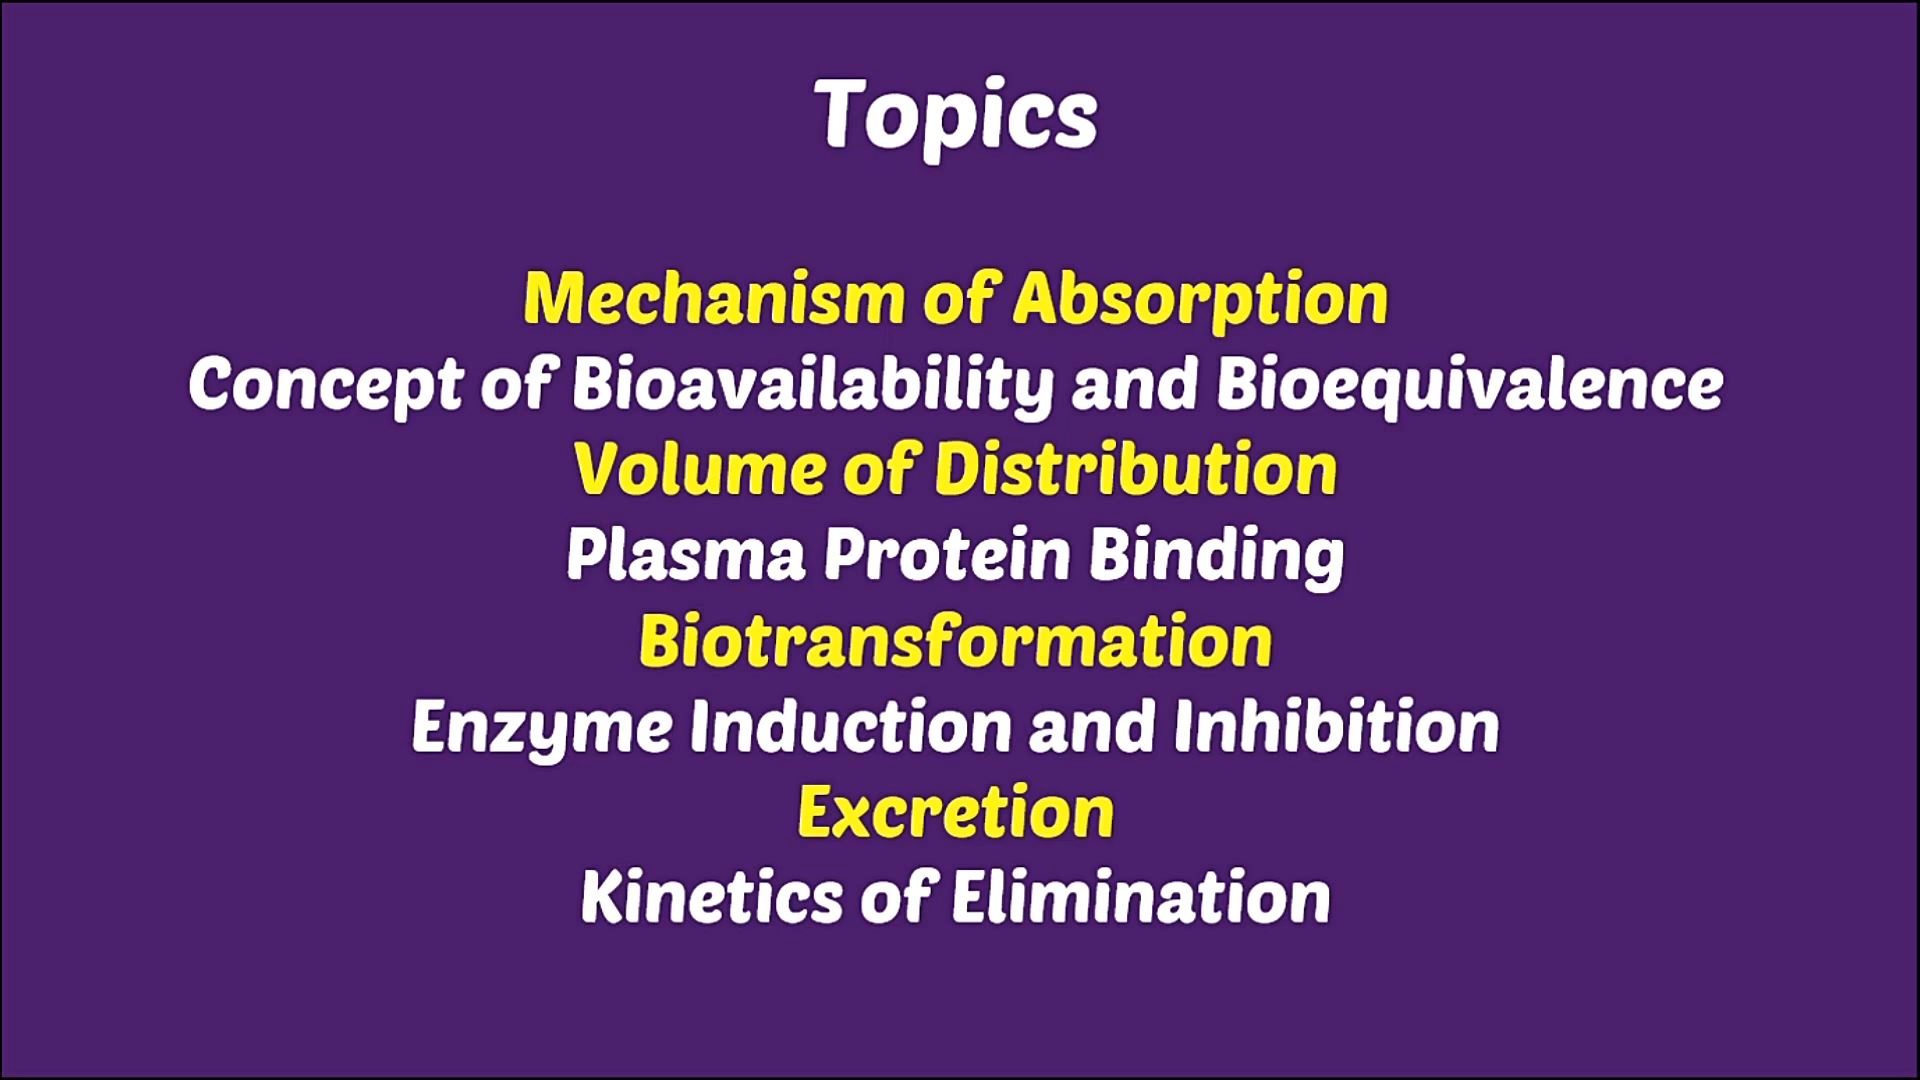 Topics
Mechanism of Absorption
Concept of Bioavailability and Bioequivalence
Volume of Distribution
Plasma Protein Binding
Biotransformation
Enzyme Induction and Inhibition
Excretion
Kinetics of Elimination